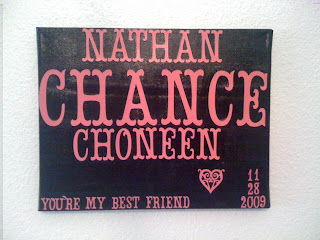 NATHAN
CHANCE
CHONEEN
11
28
YOU'RE MY BEST FRIEND 2009